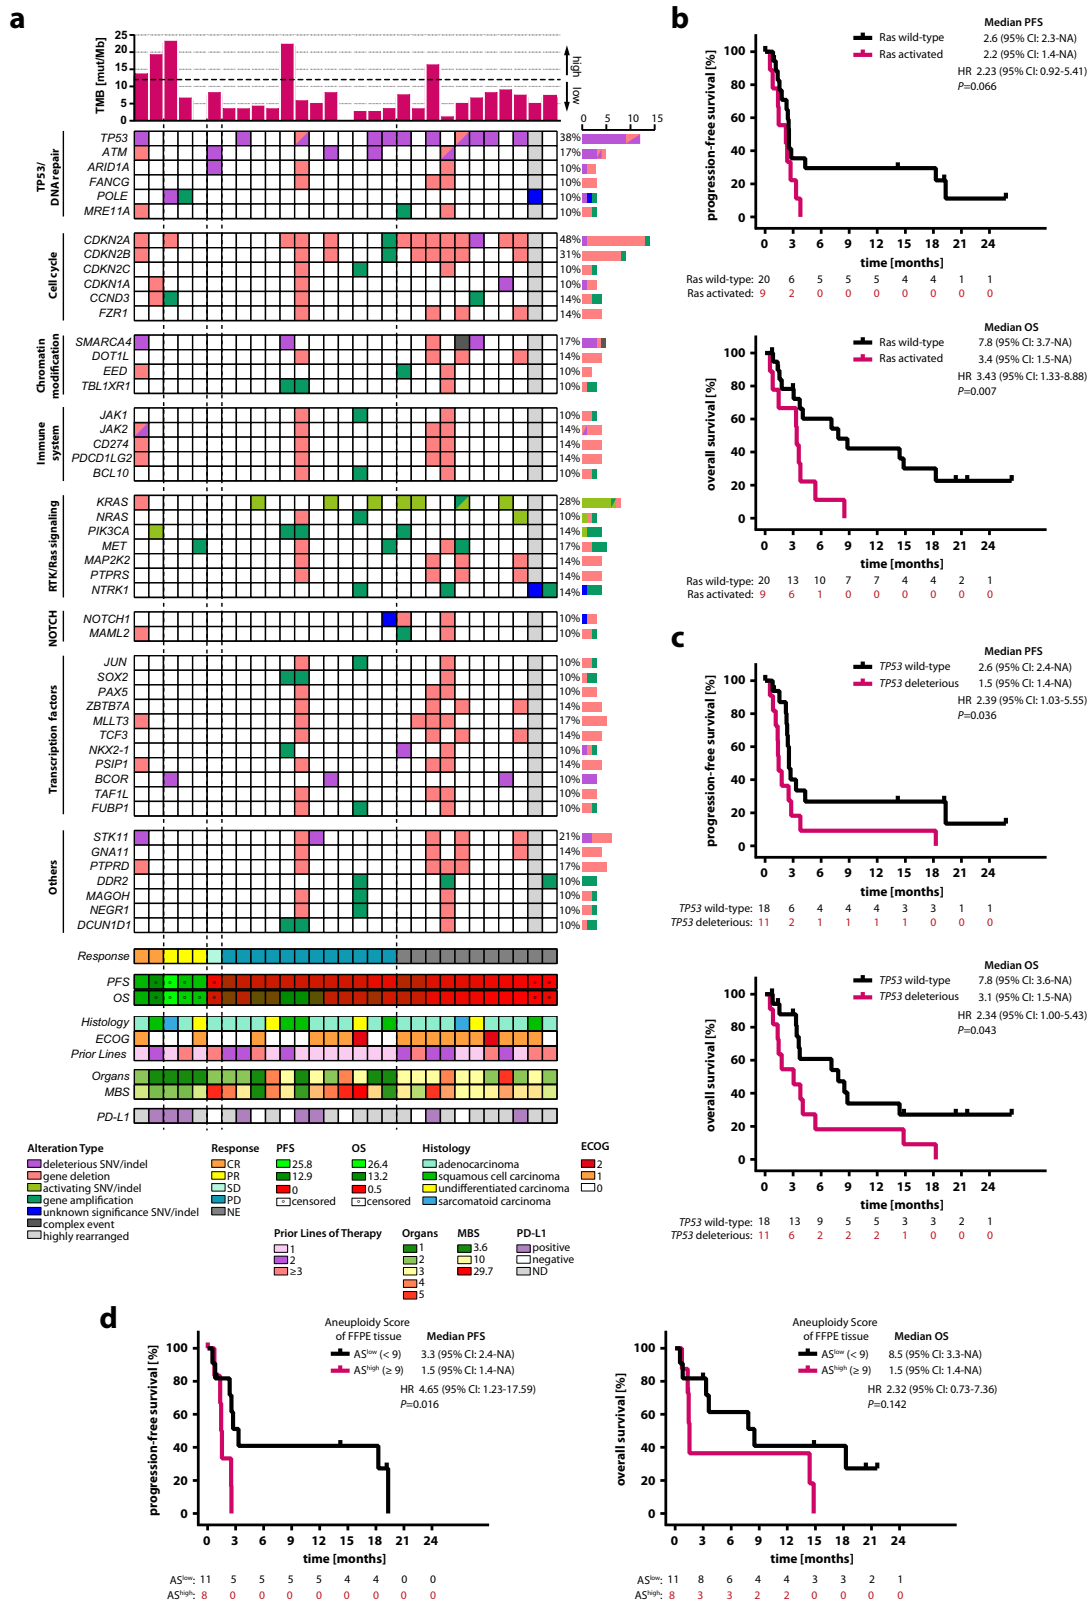 a
TMB [mut/Mb]
25
20
15
10
5
0
high
low
0 5 10 15
TP53/
DNA repair
TP53 38%
ATM 17%
ARID1A 10%
FANCG 10%
POLE 10%
MRE11A 10%
Cell cycle
CDKN2A 48%
CDKN2B 31%
CDKN2C 10%
CDKN1A 10%
CCND3 14%
FZR1 14%
Chromatin
modification
SMARCA4 17%
DOT1L 14%
EED 10%
TBL1XR1 10%
Immune
system
JAK1 10%
JAK2 14%
CD274 14%
PDCD1LG2 14%
BCL10 10%
RTK/Ras signaling
KRAS 28%
NRAS 10%
PIK3CA 14%
MET 17%
MAP2K2 14%
PTPRS 14%
NTRK1 14%
NOTCH
NOTCH1 10%
MAML2 10%
Transcription factors
JUN 10%
SOX2 10%
PAX5 10%
ZBTB7A 14%
MLLT3 17%
TCF3 14%
NKX2-1 10%
PSIP1 14%
BCOR 10%
TAF1L 10%
FUBP1 10%
Others
STK11 21%
GNA11 14%
PTPRD 17%
DDR2 10%
MAGOH 10%
NEGR1 10%
DCUN1D1 10%
Response
PFS
OS
Histology
ECOG
Prior Lines
Organs
MBS
PD-L1
Alteration Type
deleterious SNV/indel
gene deletion
activating SNV/indel
gene amplification
unknown significance SNV/indel
complex event
highly rearranged
Response
CR
PR
SD
PD
NE
PFS
25.8
12.9
0
censored
OS
26.4
13.2
0.5
censored
Histology
adenocarcinoma
squamous cell carcinoma
undifferentiated carcinoma
sarcomatoid carcinoma
ECOG
2
1
0
Prior Lines of Therapy
1
2
≥3
Organs
1
2
3
4
5
MBS
3.6
10
29.7
PD-L1
positive
negative
ND
b
Median PFS
Ras wild-type 2.6 (95% CI: 2.3-NA)
Ras activated 2.2 (95% CI: 1.4-NA)
HR 2.23 (95% CI: 0.92-5.41)
P=0.066
progression-free survival [%]
100
80
60
40
20
0
0 3 6 9 12 15 18 21 24
time [months]
Ras wild-type: 20 6 5 5 5 4 4 1 1
Ras activated: 9 2 0 0 0 0 0 0 0
Median OS
Ras wild-type 7.8 (95% CI: 3.7-NA)
Ras activated 3.4 (95% CI: 1.5-NA)
HR 3.43 (95% CI: 1.33-8.88)
P=0.007
overall survival [%]
100
80
60
40
20
0
0 3 6 9 12 15 18 21 24
time [months]
Ras wild-type: 20 13 10 7 7 4 4 2 1
Ras activated: 9 6 1 0 0 0 0 0 0
c
Median PFS
TP53 wild-type 2.6 (95% CI: 2.4-NA)
TP53 deleterious 1.5 (95% CI: 1.4-NA)
HR 2.39 (95% CI: 1.03-5.55)
P=0.036
progression-free survival [%]
100
80
60
40
20
0
0 3 6 9 12 15 18 21 24
time [months]
TP53 wild-type: 18 6 4 4 4 3 3 1 1
TP53 deleterious: 11 2 1 1 1 1 0 0 0
Median OS
TP53 wild-type 7.8 (95% CI: 3.6-NA)
TP53 deleterious 3.1 (95% CI: 1.5-NA)
HR 2.34 (95% CI: 1.00-5.43)
P=0.043
overall survival [%]
100
80
60
40
20
0
0 3 6 9 12 15 18 21 24
time [months]
TP53 wild-type: 18 13 9 5 5 3 3 2 1
TP53 deleterious: 11 6 2 2 2 1 0 0 0
d
Aneuploidy Score
of FFPE tissue Median PFS
AS^low (< 9) 3.3 (95% CI: 2.4-NA)
AS^high (≥ 9) 1.5 (95% CI: 1.4-NA)
HR 4.65 (95% CI: 1.23-17.59)
P=0.016
progression-free survival [%]
100
80
60
40
20
0
0 3 6 9 12 15 18 21 24
time [months]
AS^low: 11 5 5 5 5 4 4 0 0
AS^high: 8 0 0 0 0 0 0 0 0
Aneuploidy Score
of FFPE tissue Median OS
AS^low (< 9) 8.5 (95% CI: 3.3-NA)
AS^high (≥ 9) 1.5 (95% CI: 1.4-NA)
HR 2.32 (95% CI: 0.73-7.36)
P=0.142
overall survival [%]
100
80
60
40
20
0
0 3 6 9 12 15 18 21 24
time [months]
AS^low: 11 8 6 4 4 3 3 2 1
AS^high: 8 3 3 2 2 0 0 0 0